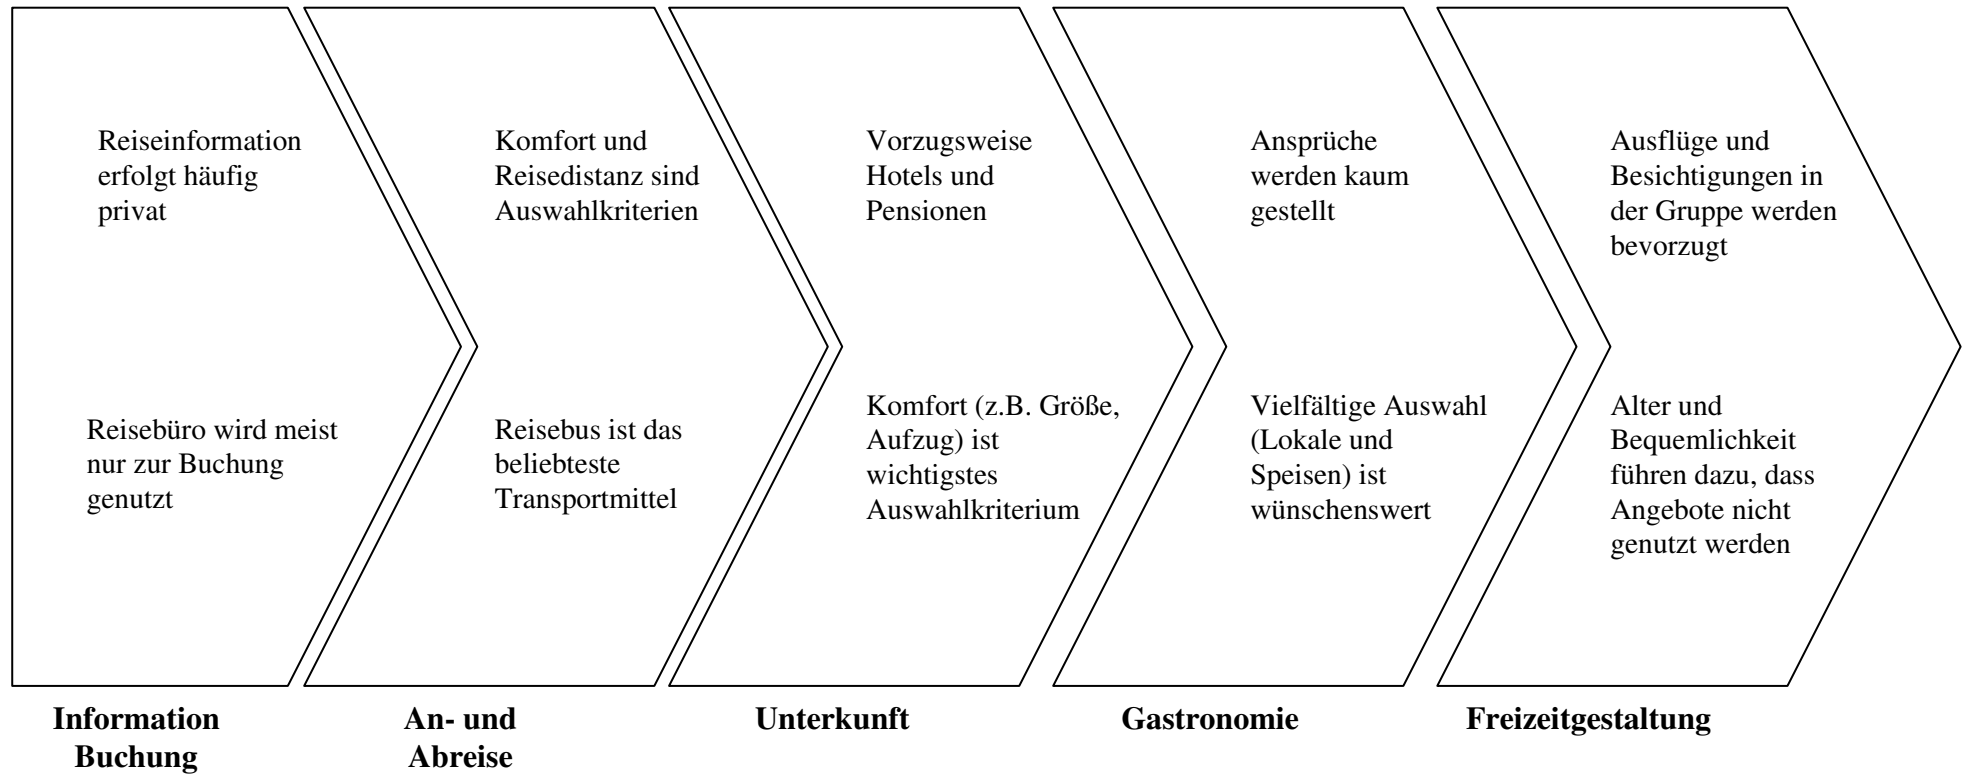 Reiseinformation
erfolgt häufig
privat
Reisebüro wird meist
nur zur Buchung
genutzt
Information
Buchung
Komfort und
Reisedistanz sind
Auswahlkriterien
Reisebus ist das
beliebteste
Transportmittel
An- und
Abreise
Vorzugsweise
Hotels und
Pensionen
Komfort (z.B. Größe,
Aufzug) ist
wichtigstes
Auswahlkriterium
Unterkunft
Ansprüche
werden kaum
gestellt
Vielfältige Auswahl
(Lokale und
Speisen) ist
wünschenswert
Gastronomie
Ausflüge und
Besichtigungen in
der Gruppe werden
bevorzugt
Alter und
Bequemlichkeit
führen dazu, dass
Angebote nicht
genutzt werden
Freizeitgestaltung